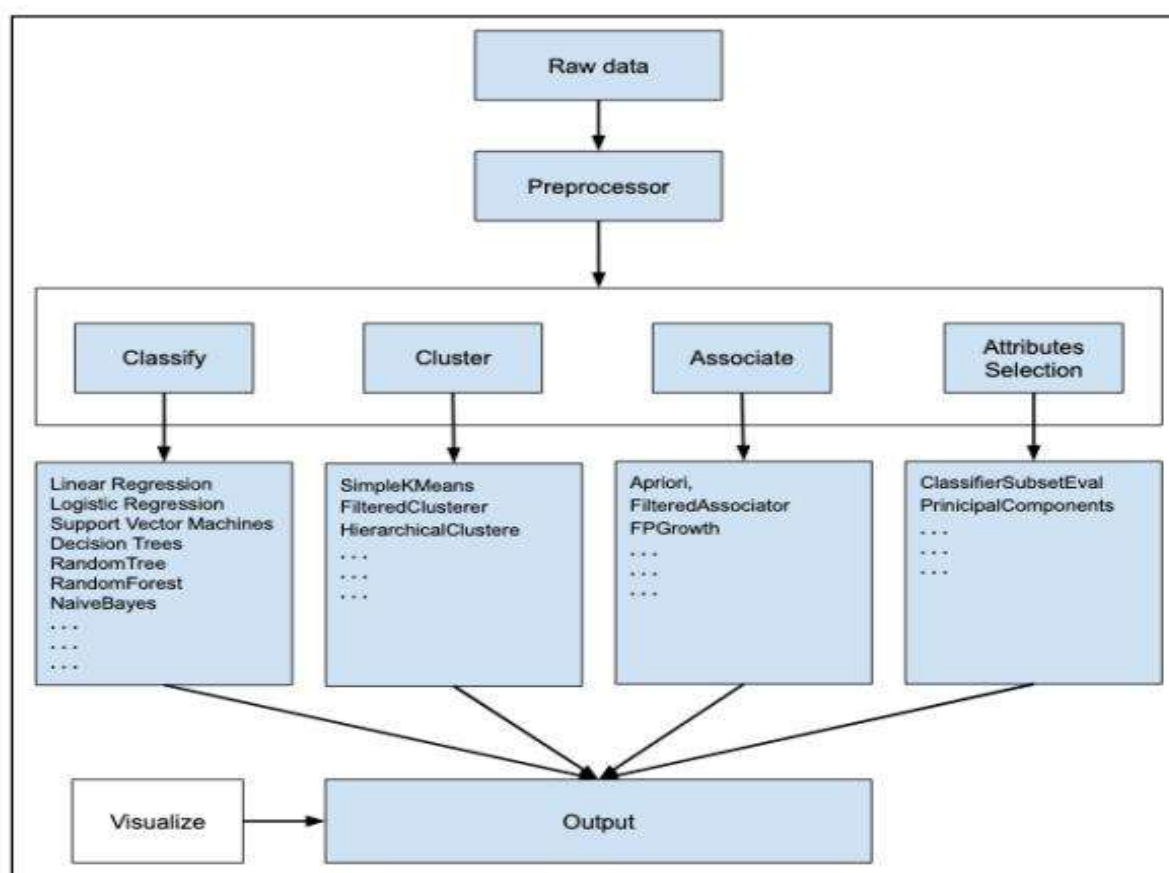 Raw data
Preprocessor
Classify
Cluster
Associate
Attributes
Selection
Linear Regression
Logistic Regression
Support Vector Machines
Decision Trees
RandomTree
RandomForest
NaiveBayes
. . .
. . .
. . .
SimpleKMeans
FilteredClusterer
HierarchicalClustere
. . .
. . .
. . .
Apriori,
FilteredAssociator
FPGrowth
. . .
. . .
. . .
ClassifierSubsetEval
PrinicipalComponents
. . .
. . .
. . .
Visualize
Output